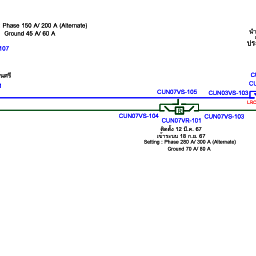 Phase 150 A/ 200 A (Alternate)
Ground 45 A/ 60 A
107
CUN07VS-105
CUN03VS-103
CUN07VS-104
R
CUN07VS-103
CUN07VR-101
ติดตั้ง 12 มี.ค. 67
เข้าระบบ 18 ก.ย. 67
Setting : Phase 280 A/ 300 A (Alternate)
Ground 70 A/ 80 A